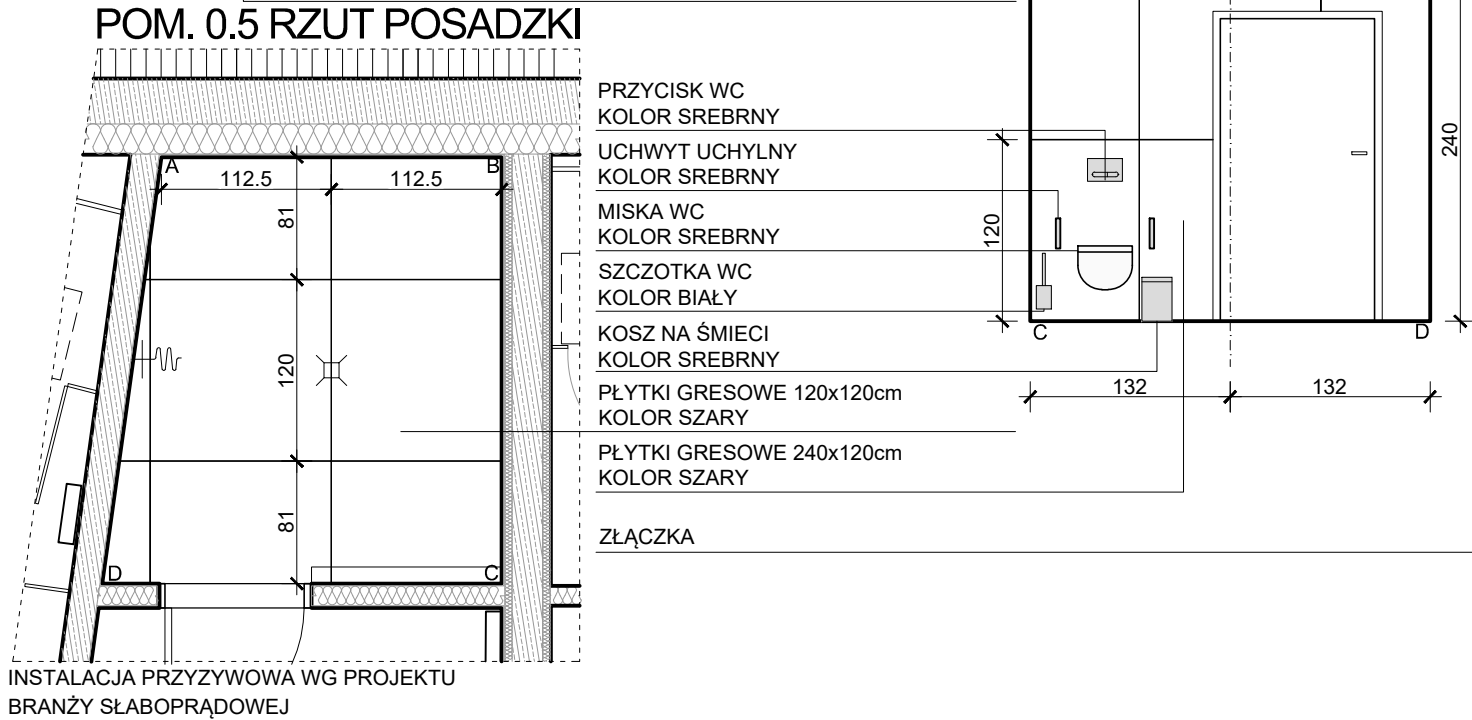 POM. 0.5 RZUT POSADZKI
A
B
112.5
112.5
81
120
81
D
C
INSTALACJA PRZYZYWOWA WG PROJEKTU
BRANŻY SŁABOPRĄDOWEJ
PRZYCISK WC
KOLOR SREBRNY
UCHWYT UCHYLNY
KOLOR SREBRNY
MISKA WC
KOLOR SREBRNY
SZCZOTKA WC
KOLOR BIAŁY
KOSZ NA ŚMIECI
KOLOR SREBRNY
PŁYTKI GRESOWE 120x120cm
KOLOR SZARY
PŁYTKI GRESOWE 240x120cm
KOLOR SZARY
ZŁĄCZKA
120
240
C
D
132
132